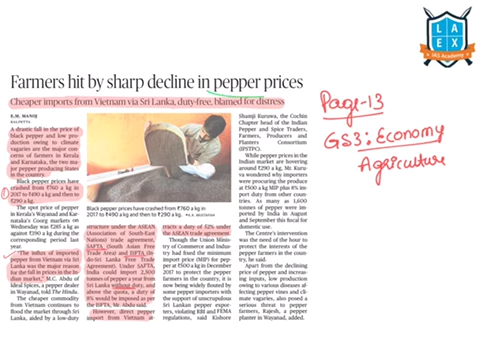 LAEX
IAS Academy
Farmers hit by sharp decline in pepper prices
Cheaper imports from Vietnam via Sri Lanka, duty-free, blamed for distress
Page-13
GS3: Economy
Agriculture
E.M. MANOJ
KALPETTA
A drastic fall in the price of
black pepper and low pro-
duction owing to climate
vagaries are the major con-
cerns of farmers in Kerala
and Karnataka, the two ma-
jor pepper producing States
in the country.
Black pepper prices have
crashed from ₹760 a kg in
2017 to ₹490 a kg and then to
₹290 a kg.
The spot price of pepper
in Kerala's Wayanad and Kar-
nataka's Coorg markets on
Wednesday was ₹285 a kg as
against ₹390 a kg during the
corresponding period last
year.
"The influx of imported
pepper from Vietnam via Sri
Lanka was the major reason
for the fall in prices in the In-
dian market," M.C. Abdu of
Ideal Spices, a pepper dealer
in Wayanad, told The Hindu.
The cheaper commodity
from Vietnam continues to
flood the market through Sri
Lanka, aided by a low-duty
Black pepper prices have crashed from ₹760 a kg in
2017 to ₹490 a kg and then to ₹290 a kg.
structure under the ASEAN
(Association of South-East
Nations) trade agreement,
SAPTA (South Asian Free
Trade Area) and ISFTA (In-
do Sri Lanka Free Trade
Agreement). Under SAPTA,
India could import 2,500
tonnes of pepper a year from
Sri Lanka without duty, and
above the quota, a duty of
8% would be imposed as per
the ISFTA, Mr. Abdu said.
However, direct pepper
import from Vietnam at-
tracts a duty of 52% under
the ASEAN trade agreement.
Though the Union Minis-
try of Commerce and Indus-
try had fixed the minimum
import price (MIP) for pep-
per at ₹500 a kg in December
2017 to protect the pepper
farmers in the country, it is
now being violated by
some pepper importers with
the support of unscrupulous
Sri Lankan pepper expor-
ters, violating RBI and FEMA
regulations, said Kishore
Shamji Kuruwa, the Cochin
Chapter head of the Indian
Pepper and Spice Traders,
Farmers, Producers and
Planters Consortium
(IPSTPC).
While pepper prices in the
Indian market are hovering
around ₹290 a kg, Mr. Kuru-
wa wondered why importers
were procuring the produce
at ₹500 a kg MIP plus 8% im-
port duty from other coun-
tries. As many as 1,600
tonnes of pepper were im-
ported by India in August
and September this fiscal for
domestic use.
The Centre's intervention
was the need of the hour to
protect the interests of the
pepper farmers in the coun-
try, he said.
Apart from the declining
price of pepper and increas-
ing inputs, low production
owing to various diseases af-
fecting pepper vines and cli-
mate vagaries, also posed a
serious threat to pepper
farmers, Rajesh, a pepper
planter in Wayanad, added.